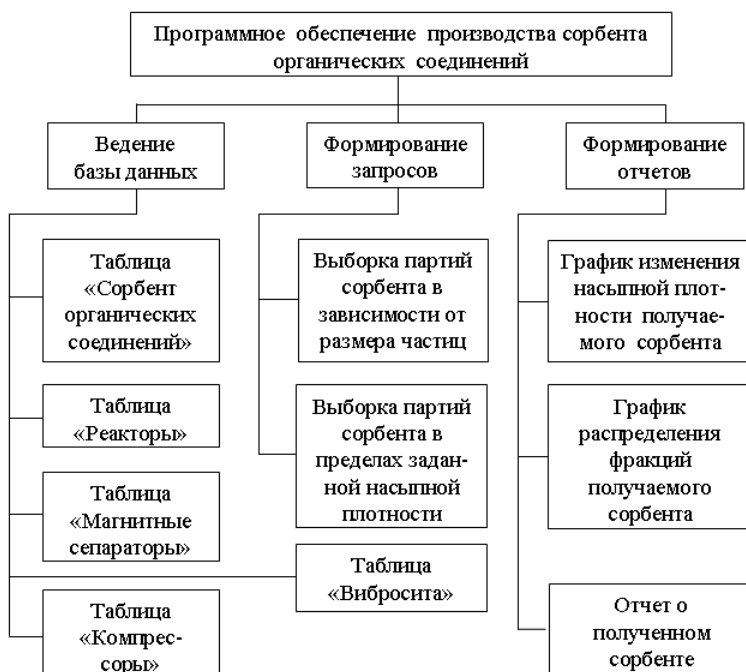 Программное обеспечение производства сорбента
органических соединений
Ведение
базы данных
Формирование
запросов
Формирование
отчетов
Таблица
«Сорбент
органических
соединений»
Таблица
«Реакторы»
Таблица
«Магнитные
сепараторы»
Таблица
«Компрес-
соры»
Выборка партий
сорбента в
зависимости от
размера частиц
Выборка партий
сорбента в
пределах задан-
ной насыпной
плотности
Таблица
«Вибросита»
График изменения
насыпной плот-
ности получае-
мого сорбента
График
распределения
фракций
получаемого
сорбента
Отчет о
полученном
сорбенте